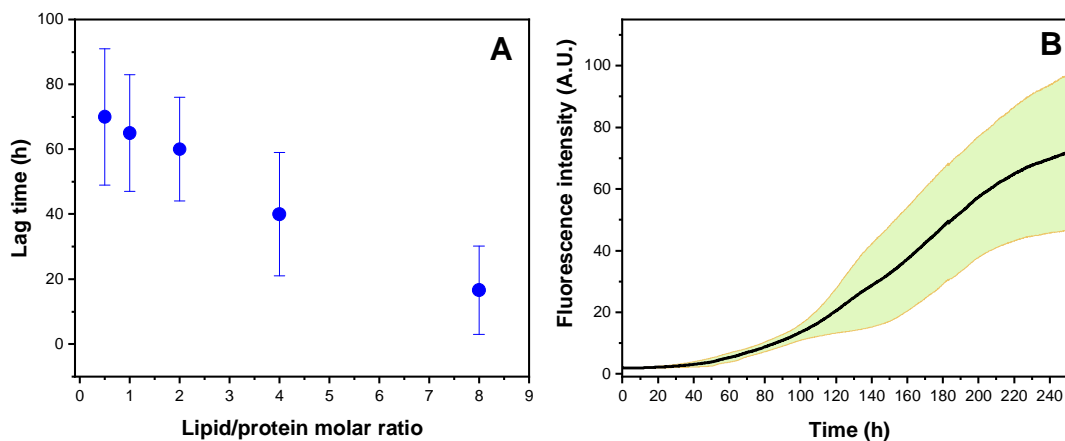 A
100
80
60
40
20
0
Lag time (h)
0 1 2 3 4 5 6 7 8 9
Lipid/protein molar ratio
B
100
80
60
40
20
0
Fluorescence intensity (A.U.)
0 20 40 60 80 100 120 140 160 180 200 220 240
Time (h)